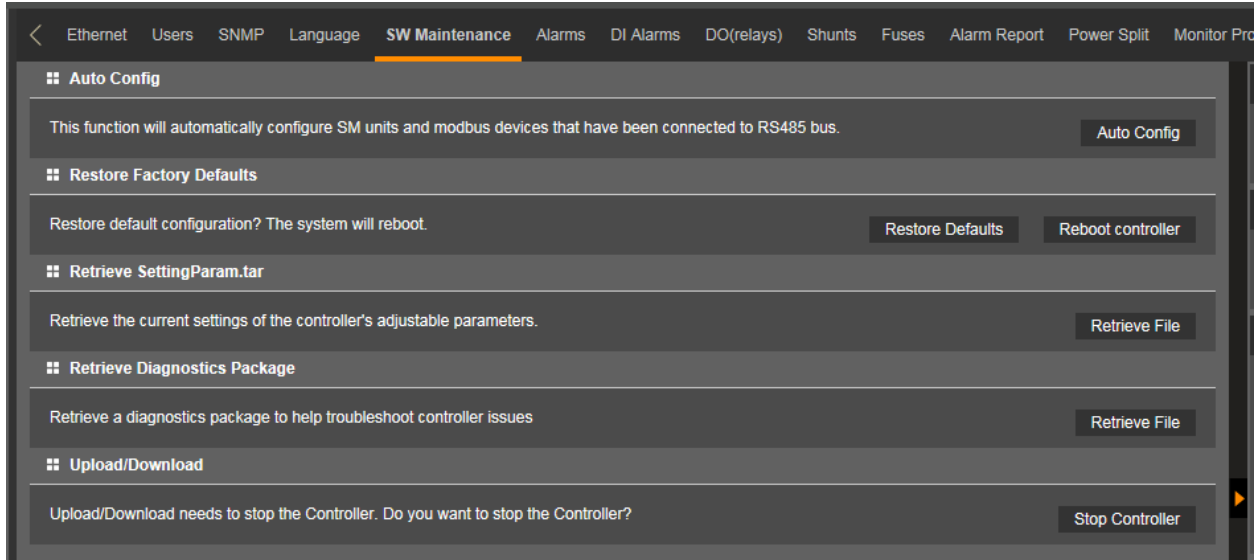 Ethernet Users SNMP Language SW Maintenance Alarms DI Alarms DO(relays) Shunts Fuses Alarm Report Power Split Monitor Pro
Auto Config
This function will automatically configure SM units and modbus devices that have been connected to RS485 bus. Auto Config
Restore Factory Defaults
Restore default configuration? The system will reboot. Restore Defaults Reboot controller
Retrieve SettingParam.tar
Retrieve the current settings of the controller's adjustable parameters. Retrieve File
Retrieve Diagnostics Package
Retrieve a diagnostics package to help troubleshoot controller issues Retrieve File
Upload/Download
Upload/Download needs to stop the Controller. Do you want to stop the Controller? Stop Controller